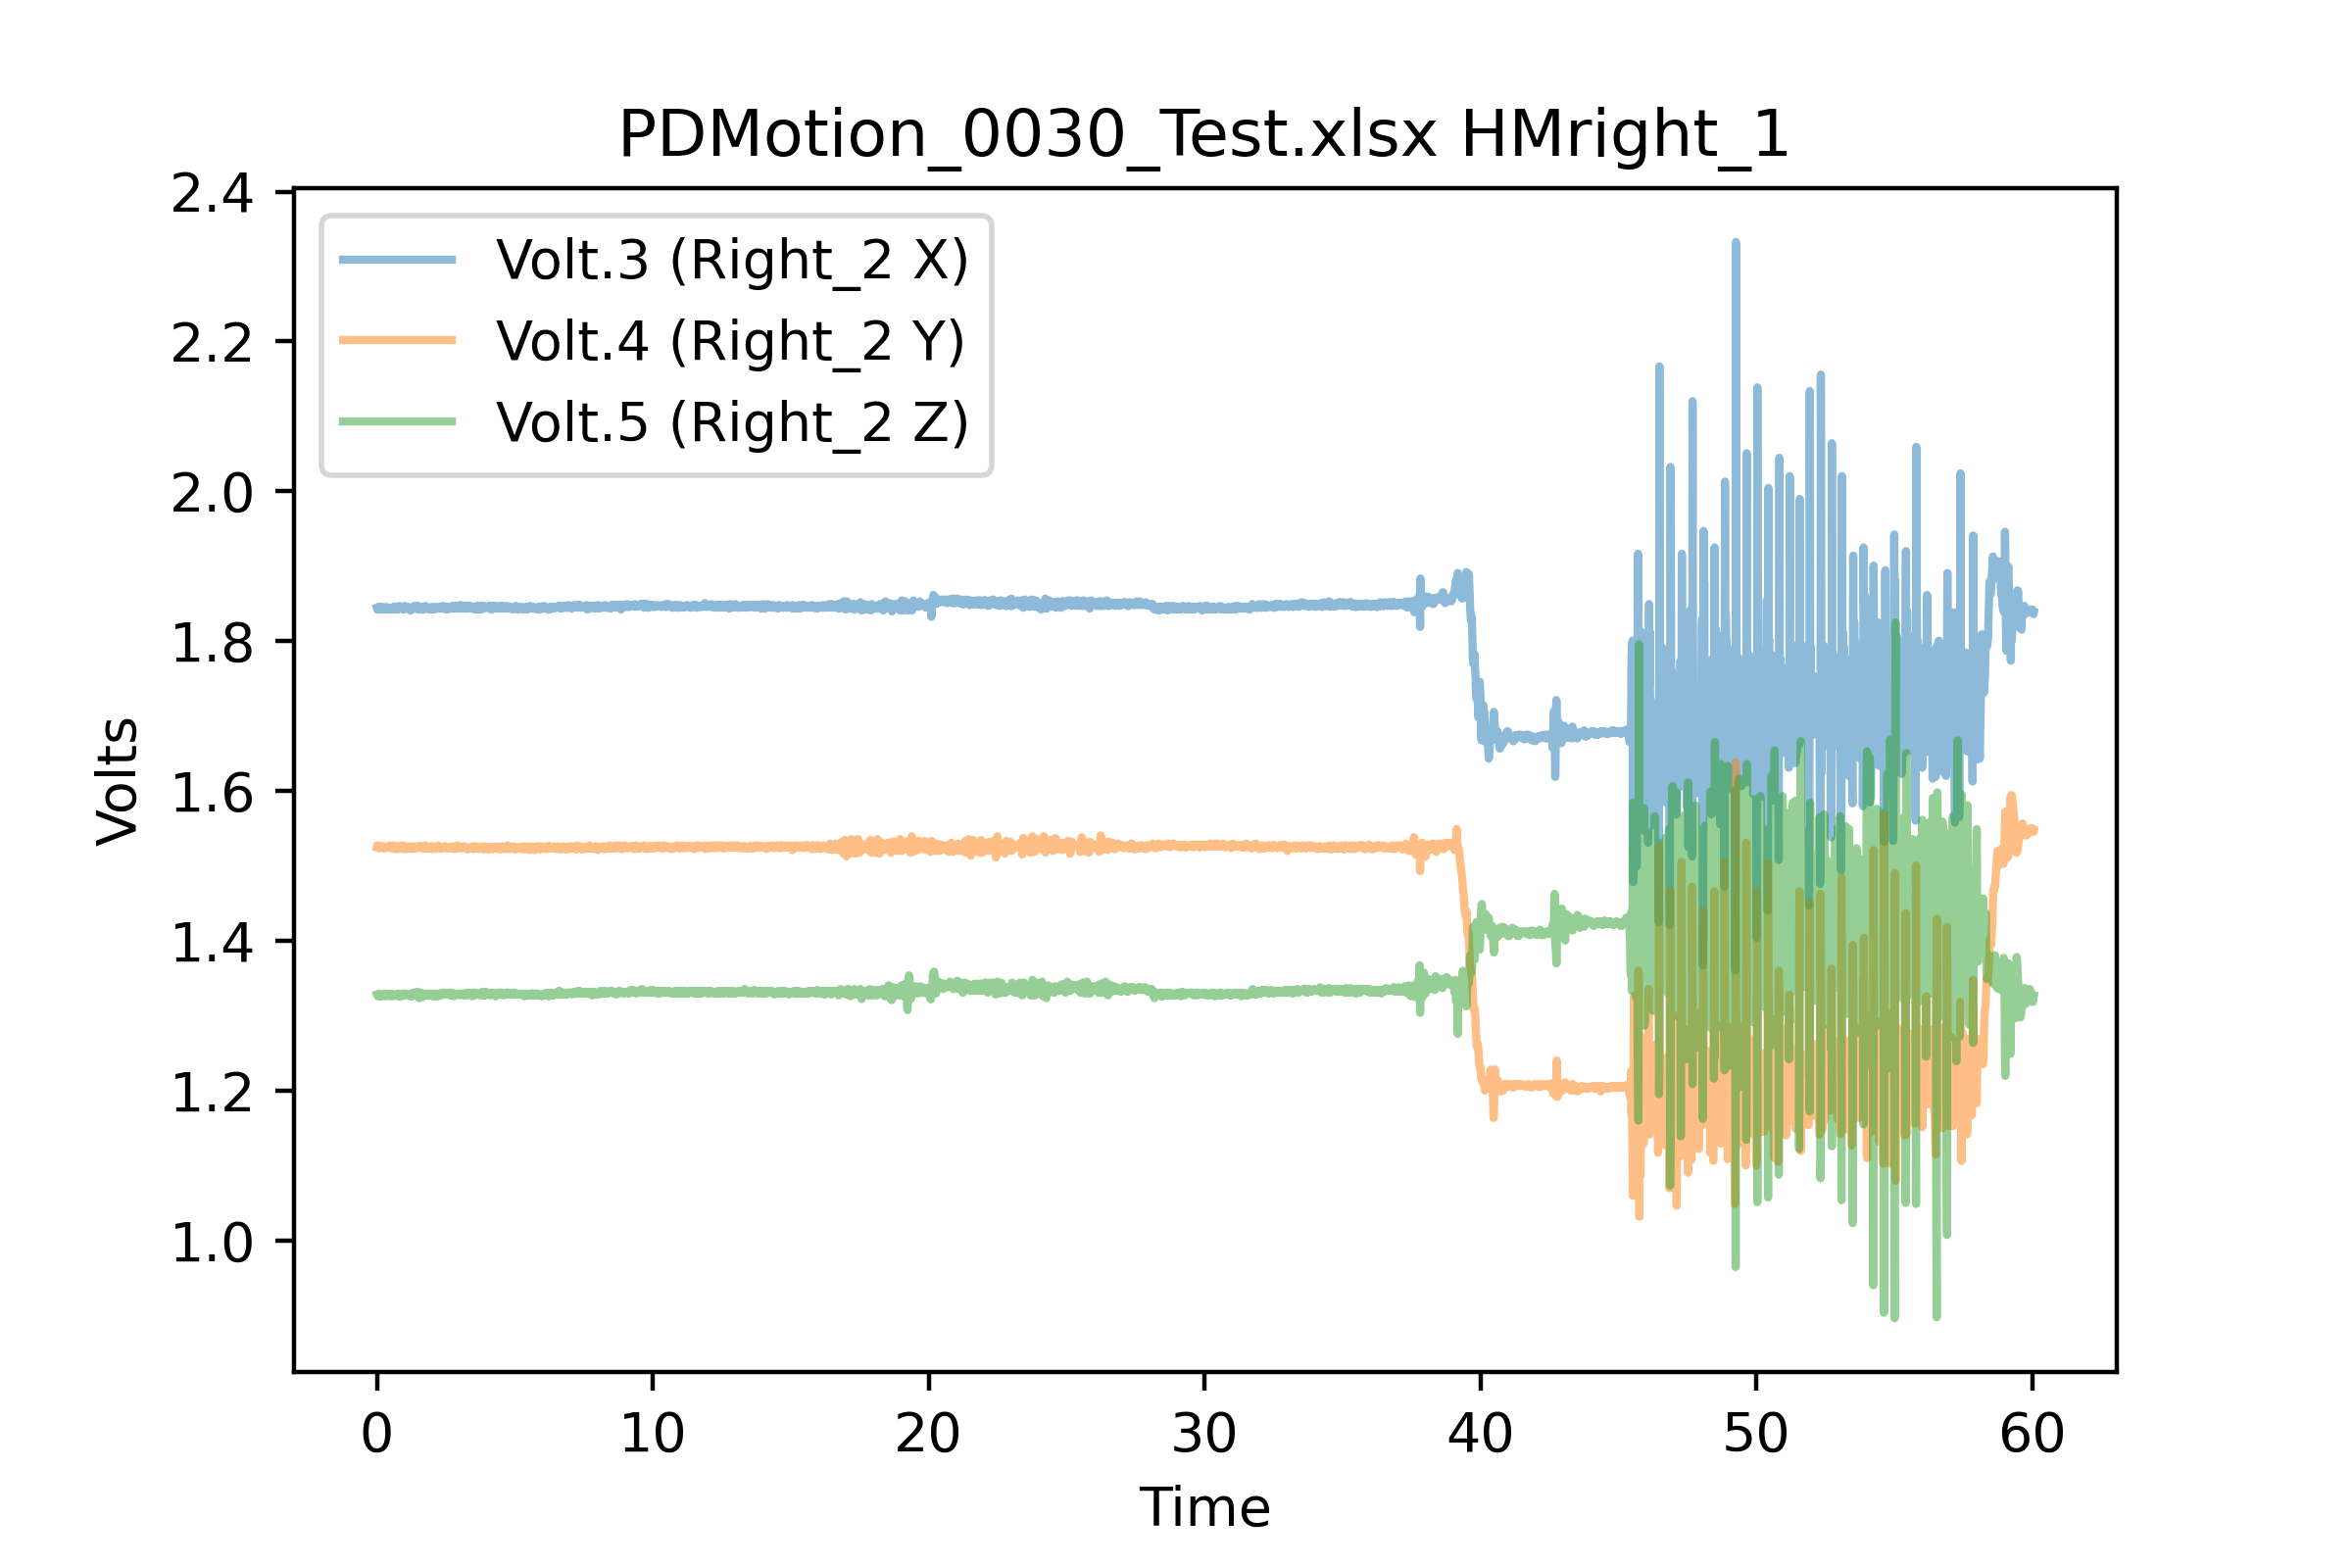 PDMotion_0030_Test.xlsx HMright_1
Volt.3 (Right_2 X)
Volt.4 (Right_2 Y)
Volt.5 (Right_2 Z)
2.4
2.2
2.0
1.8
1.6
1.4
1.2
1.0
Volts
0 10 20 30 40 50 60
Time